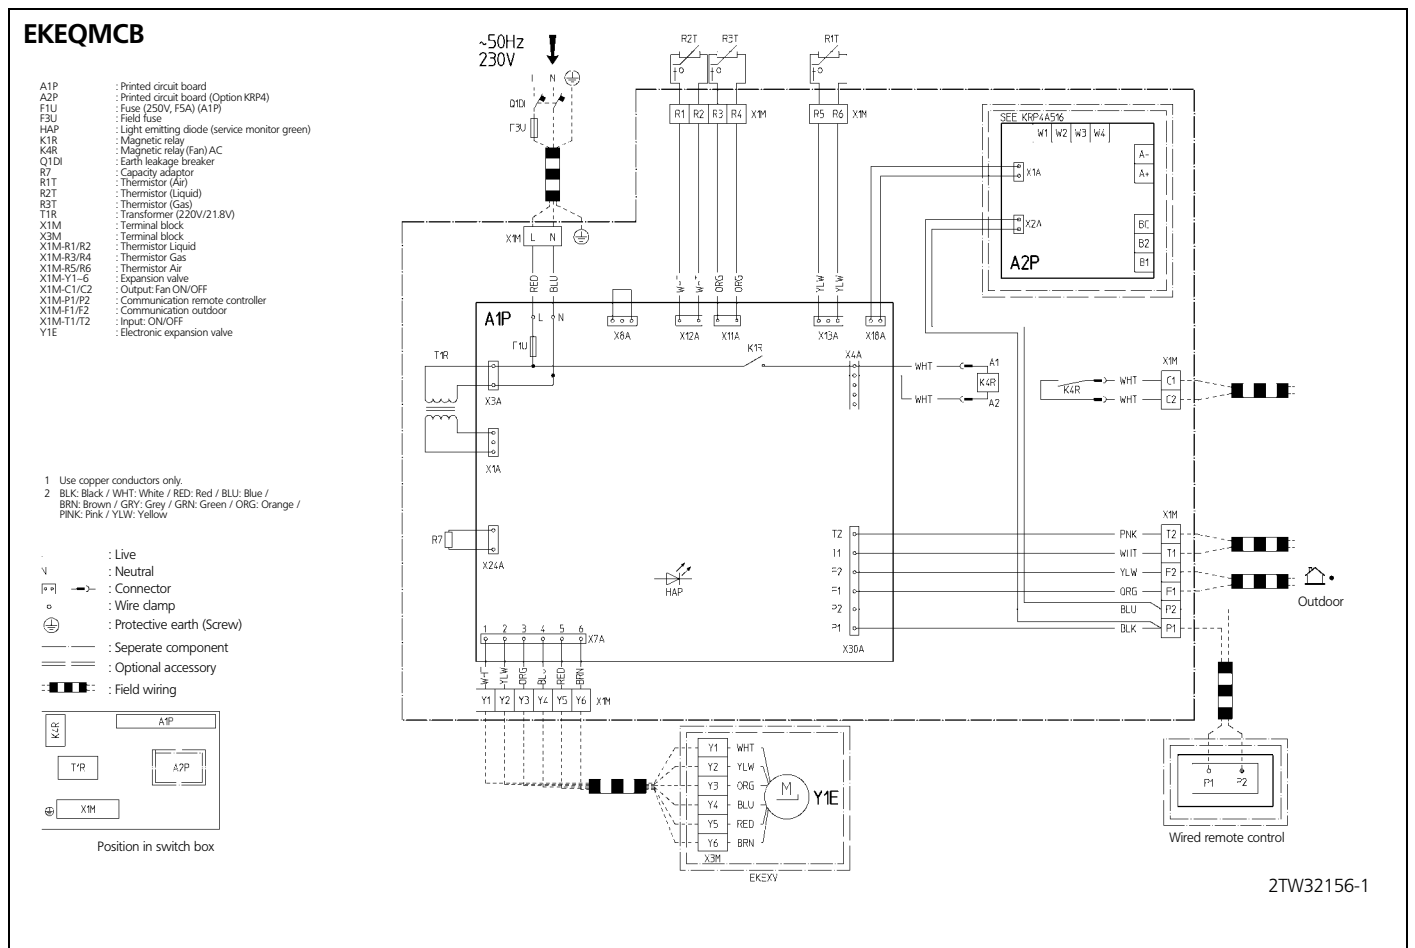 EKEQMCB
A1P : Printed circuit board
A2P : Printed circuit board (Option KRP4)
F1U : Fuse (250V, F5A) (A1P)
F3U : Field fuse
HAP : Light emitting diode (service monitor green)
K1R : Magnetic relay
K4R : Magnetic relay (Fan) AC
Q1DI : Earth leakage breaker
R7 : Capacity adaptor
R1T : Thermistor (Air)
R2T : Thermistor (Liquid)
R3T : Thermistor (Gas)
T1R : Transformer (220V/21.8V)
X1M : Terminal block
X3M : Terminal block
X1M-R1/R2 : Thermistor Liquid
X1M-R3/R4 : Thermistor Gas
X1M-R5/R6 : Thermistor Air
X1M-Y1~6 : Expansion valve
X1M-C1/C2 : Output: Fan ON/OFF
X1M-P1/P2 : Communication remote controller
X1M-F1/F2 : Communication outdoor
X1M-T1/T2 : Input: ON/OFF
Y1E : Electronic expansion valve
1 Use copper conductors only.
2 BLK: Black / WHT: White / RED: Red / BLU: Blue /
BRN: Brown / GRY: Grey / GRN: Green / ORG: Orange /
PINK: Pink / YLW: Yellow
: Live
N : Neutral
: Connector
: Wire clamp
: Protective earth (Screw)
: Seperate component
: Optional accessory
: Field wiring
K4R
A1P
T1R
A2P
X1M
Position in switch box
~50Hz
230V
N
Q1DI
F3U
X1M L N
RED BLU
R2T R3T R1T
R1 R2 R3 R4 X1M
R5 R6 X1M
ORG ORG YLW YLW
SEE KRP4A516
W1 W2 W3 W4
A-
A+
X1A
X2A
BC
B2
B1
A2P
A1P
L N
F1U
X8A X12A X11A X13A X18A
T1R
X3A
X1A
K1R
X4A
WHT A1
K4R
WHT A2
K4R
X1M
WHT C1
WHT C2
R7
X24A
HAP
X1M
T2 PNK T2
T1 WHT T1
F2 YLW F2
F1 ORG F1
P2 BLU P2
P1 BLK P1
X30A
Outdoor
1 2 3 4 5 6 X7A
YLW ORG BLU RED BRN
Y1 Y2 Y3 Y4 Y5 Y6 X1M
Y1 WHT
Y2 YLW
Y3 ORG
Y4 BLU
Y5 RED
Y6 BRN
X3M
M
Y1E
EKEXV
P1 P2
Wired remote control
2TW32156-1